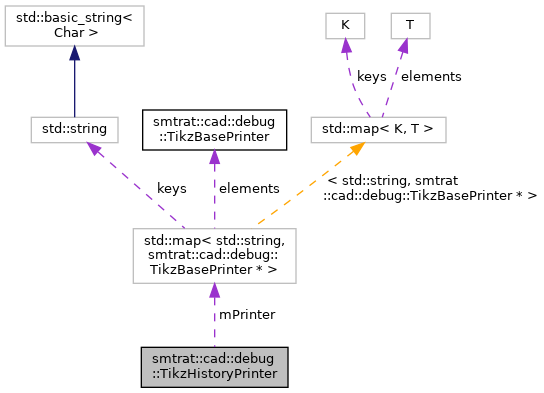 std::basic_string<
Char >
K
T
keys
elements
std::string
smtrat::cad::debug
::TikzBasePrinter
std::map< K, T >
keys
elements
< std::string, smtrat
::cad::debug::TikzBasePrinter * >
std::map< std::string,
smtrat::cad::debug::
TikzBasePrinter * >
mPrinter
smtrat::cad::debug
::TikzHistoryPrinter